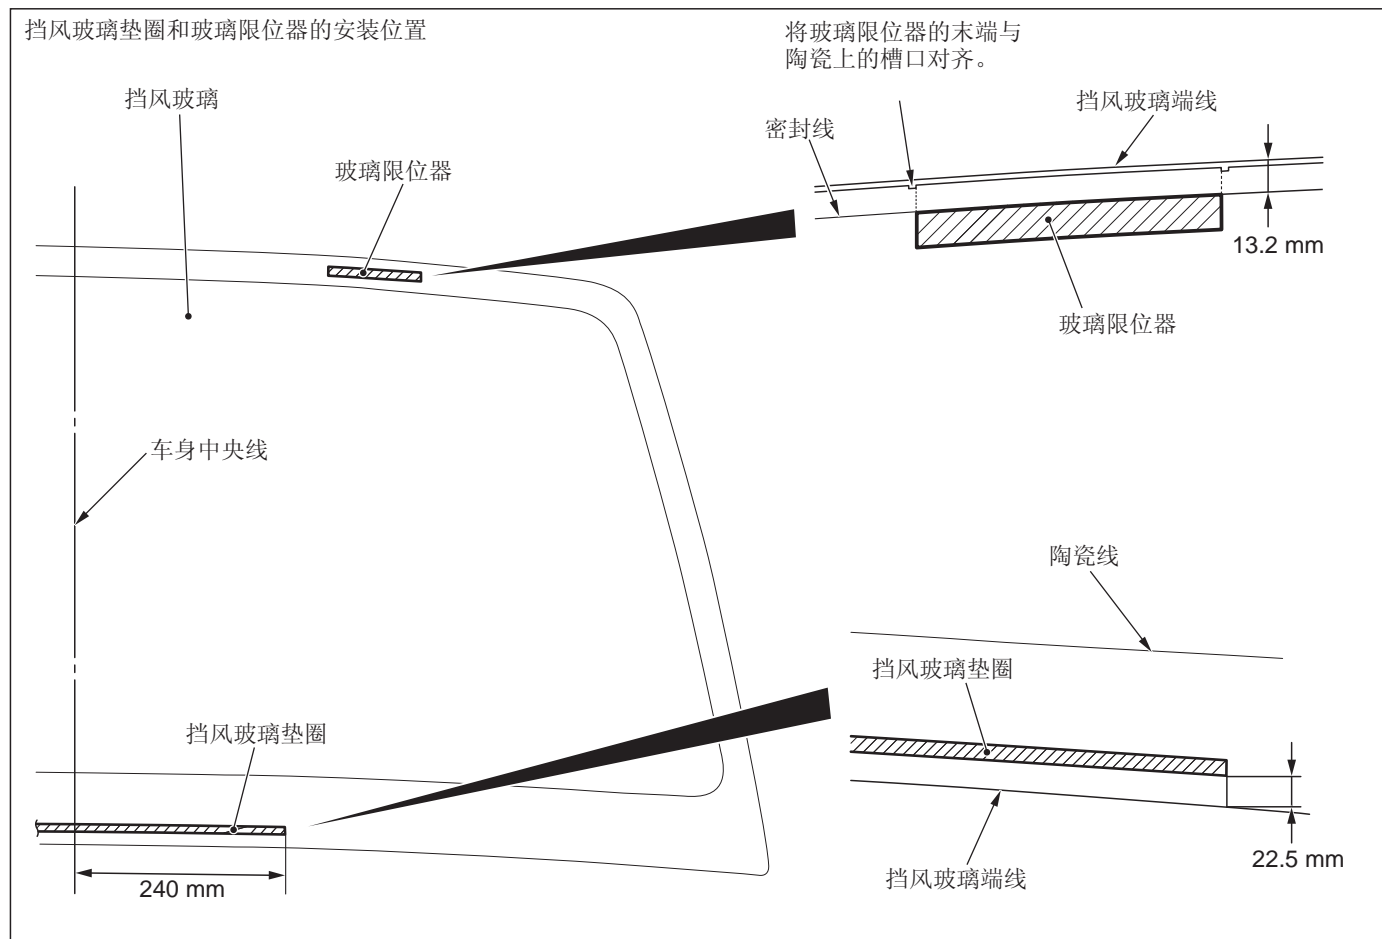 挡风玻璃垫圈和玻璃限位器的安装位置
将玻璃限位器的末端与
陶瓷上的槽口对齐。
挡风玻璃
挡风玻璃端线
密封线
玻璃限位器
13.2 mm
玻璃限位器
车身中央线
陶瓷线
挡风玻璃垫圈
挡风玻璃垫圈
22.5 mm
挡风玻璃端线
240 mm